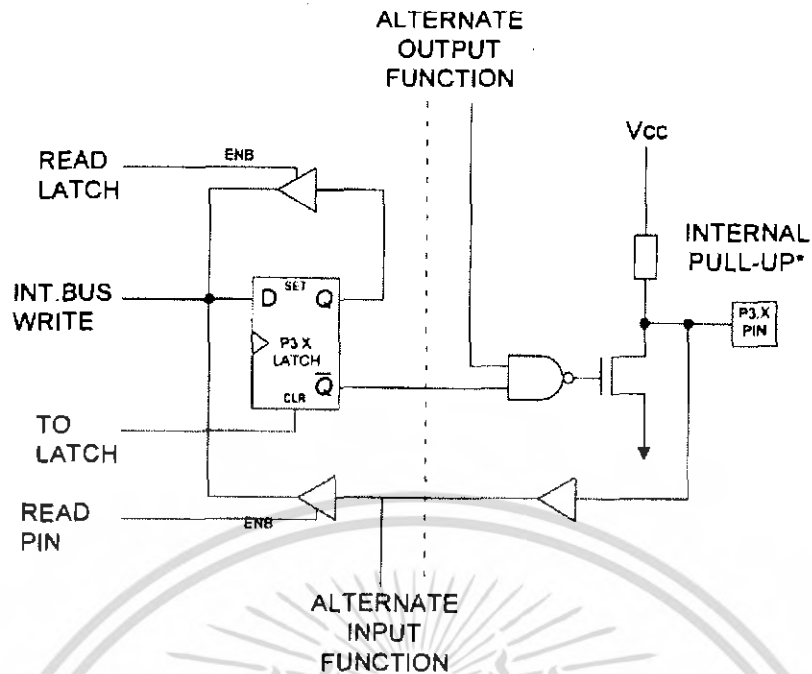 ALTERNATE
OUTPUT
FUNCTION
Vcc
READ
LATCH
ENB
INTERNAL
PULL-UP*
INT.BUS
WRITE
D
SET
Q
P3.X
LATCH
Q
CLR
P3.X
PIN
TO
LATCH
READ
PIN
ENB
ALTERNATE
INPUT
FUNCTION